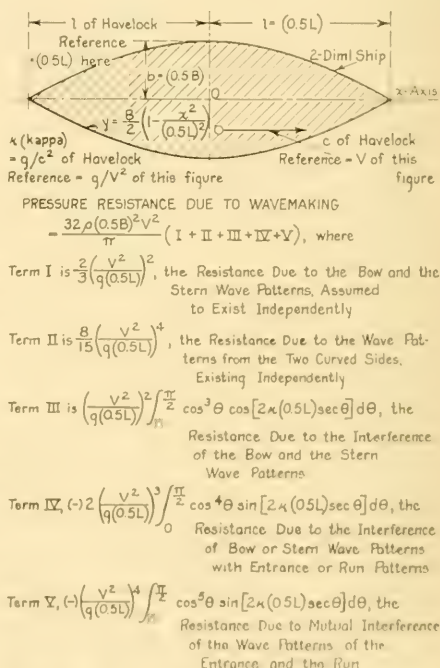 l of Havelock
Reference
l = (0.5L)
= (0.5L) here
2-Diml Ship
b = (0.5B)
O
x-Axis
y = B/2 (1 - x²/(0.5L)²)
κ (kappa)
= g/c² of Havelock
Reference = g/V² of this figure
c of Havelock
Reference = V of this
figure
PRESSURE RESISTANCE DUE TO WAVEMAKING
= 32ρ(0.5B)²V²/π (I + II + III + IV + V), where
Term I is 2/3 (V²/g(0.5L))², the Resistance Due to the Bow and the
Stern Wave Patterns, Assumed
to Exist Independently
Term II is 8/15 (V²/g(0.5L))⁴, the Resistance Due to the Wave Pat-
terns from the Two Curved Sides,
Existing Independently
Term III is (V²/g(0.5L))² ∫ π/2 cos³θ cos[2κ(0.5L)secθ]dθ, the
Resistance Due to the Interference
of the Bow and the Stern
Wave Patterns
Term IV, (-)2 (V²/g(0.5L))³ ∫₀ π/2 cos⁴θ sin[2κ(0.5L)secθ]dθ, the
Resistance Due to the Interference
of Bow or Stern Wave Patterns
with Entrance or Run Patterns
Term V, (-)(V²/g(0.5L))⁴ ∫ π/2 cos⁵θ sin[2κ(0.5L)secθ]dθ, the
Resistance Due to Mutual Interference
of the Wave Patterns of the
Entrance and the Run